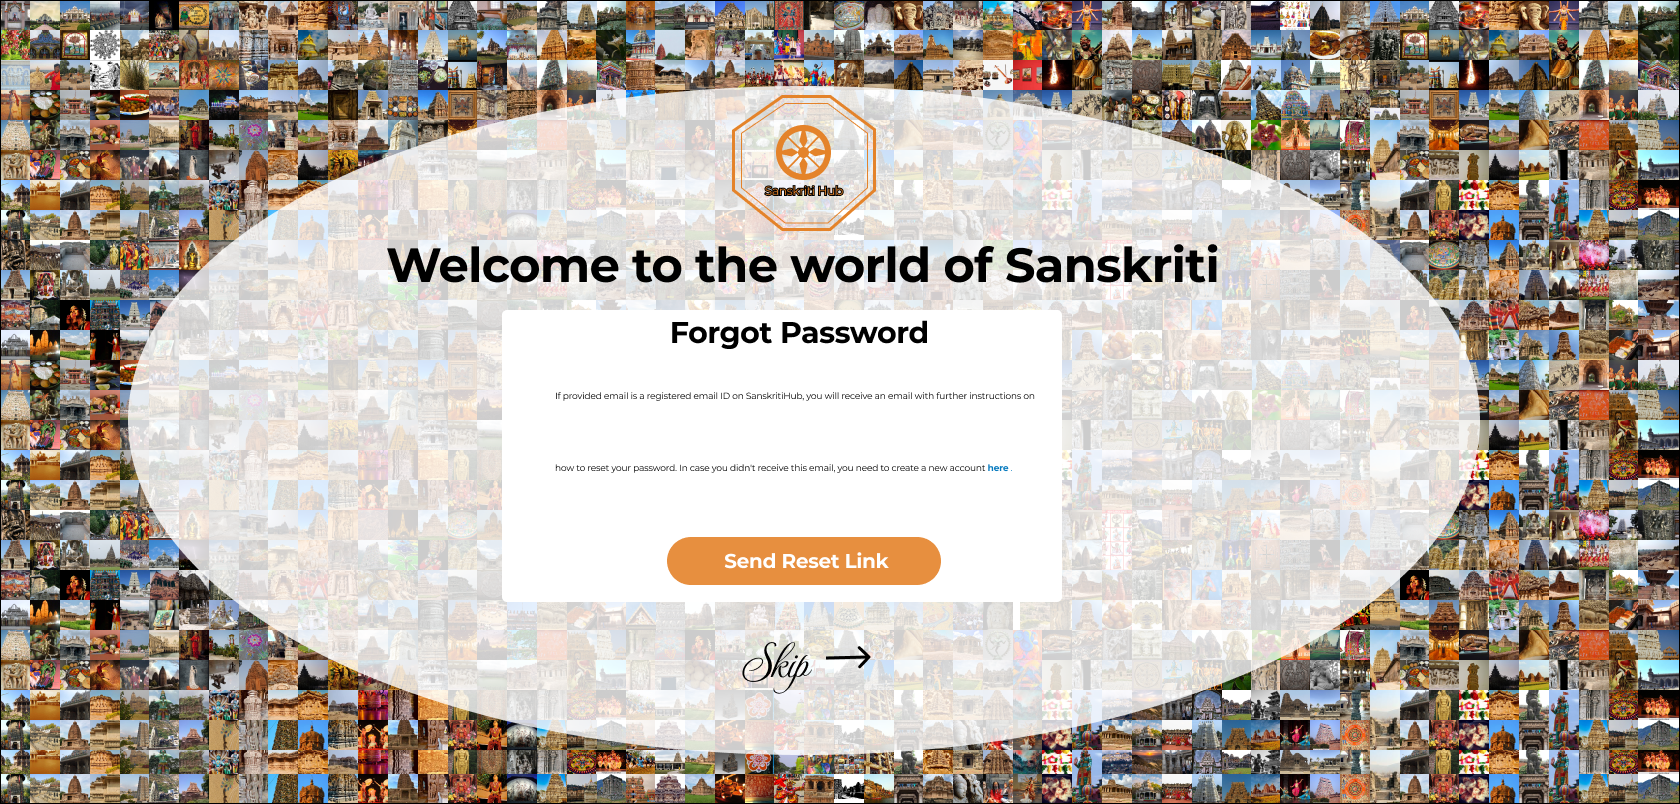 Sanskriti Hub
Welcome to the world of Sanskriti
Forgot Password
If provided email is a registered email ID on SanskritiHub, you will receive an email with further instructions on
how to reset your password. In case you didn't receive this email, you need to create a new account here .
Send Reset Link
Skip